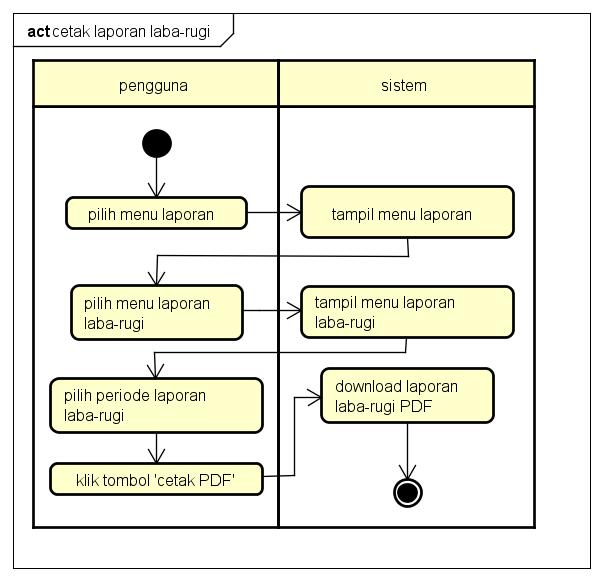 act cetak laporan laba-rugi
pengguna
sistem
pilih menu laporan
tampil menu laporan
pilih menu laporan
laba-rugi
tampil menu laporan
laba-rugi
pilih periode laporan
laba-rugi
download laporan
laba-rugi PDF
klik tombol 'cetak PDF'